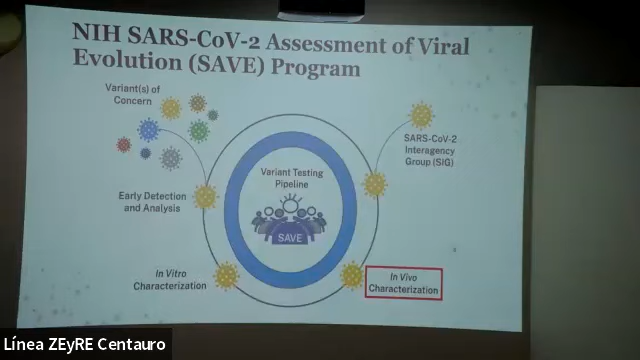 NIH SARS-CoV-2 Assessment of Viral
Evolution (SAVE) Program
Variant(s) of
Concern
SARS-CoV-2
Interagency
Group (SIG)
Variant Testing
Pipeline
SAVE
Early Detection
and Analysis
In Vitro
Characterization
In Vivo
Characterization
Línea ZEyRE Centauro